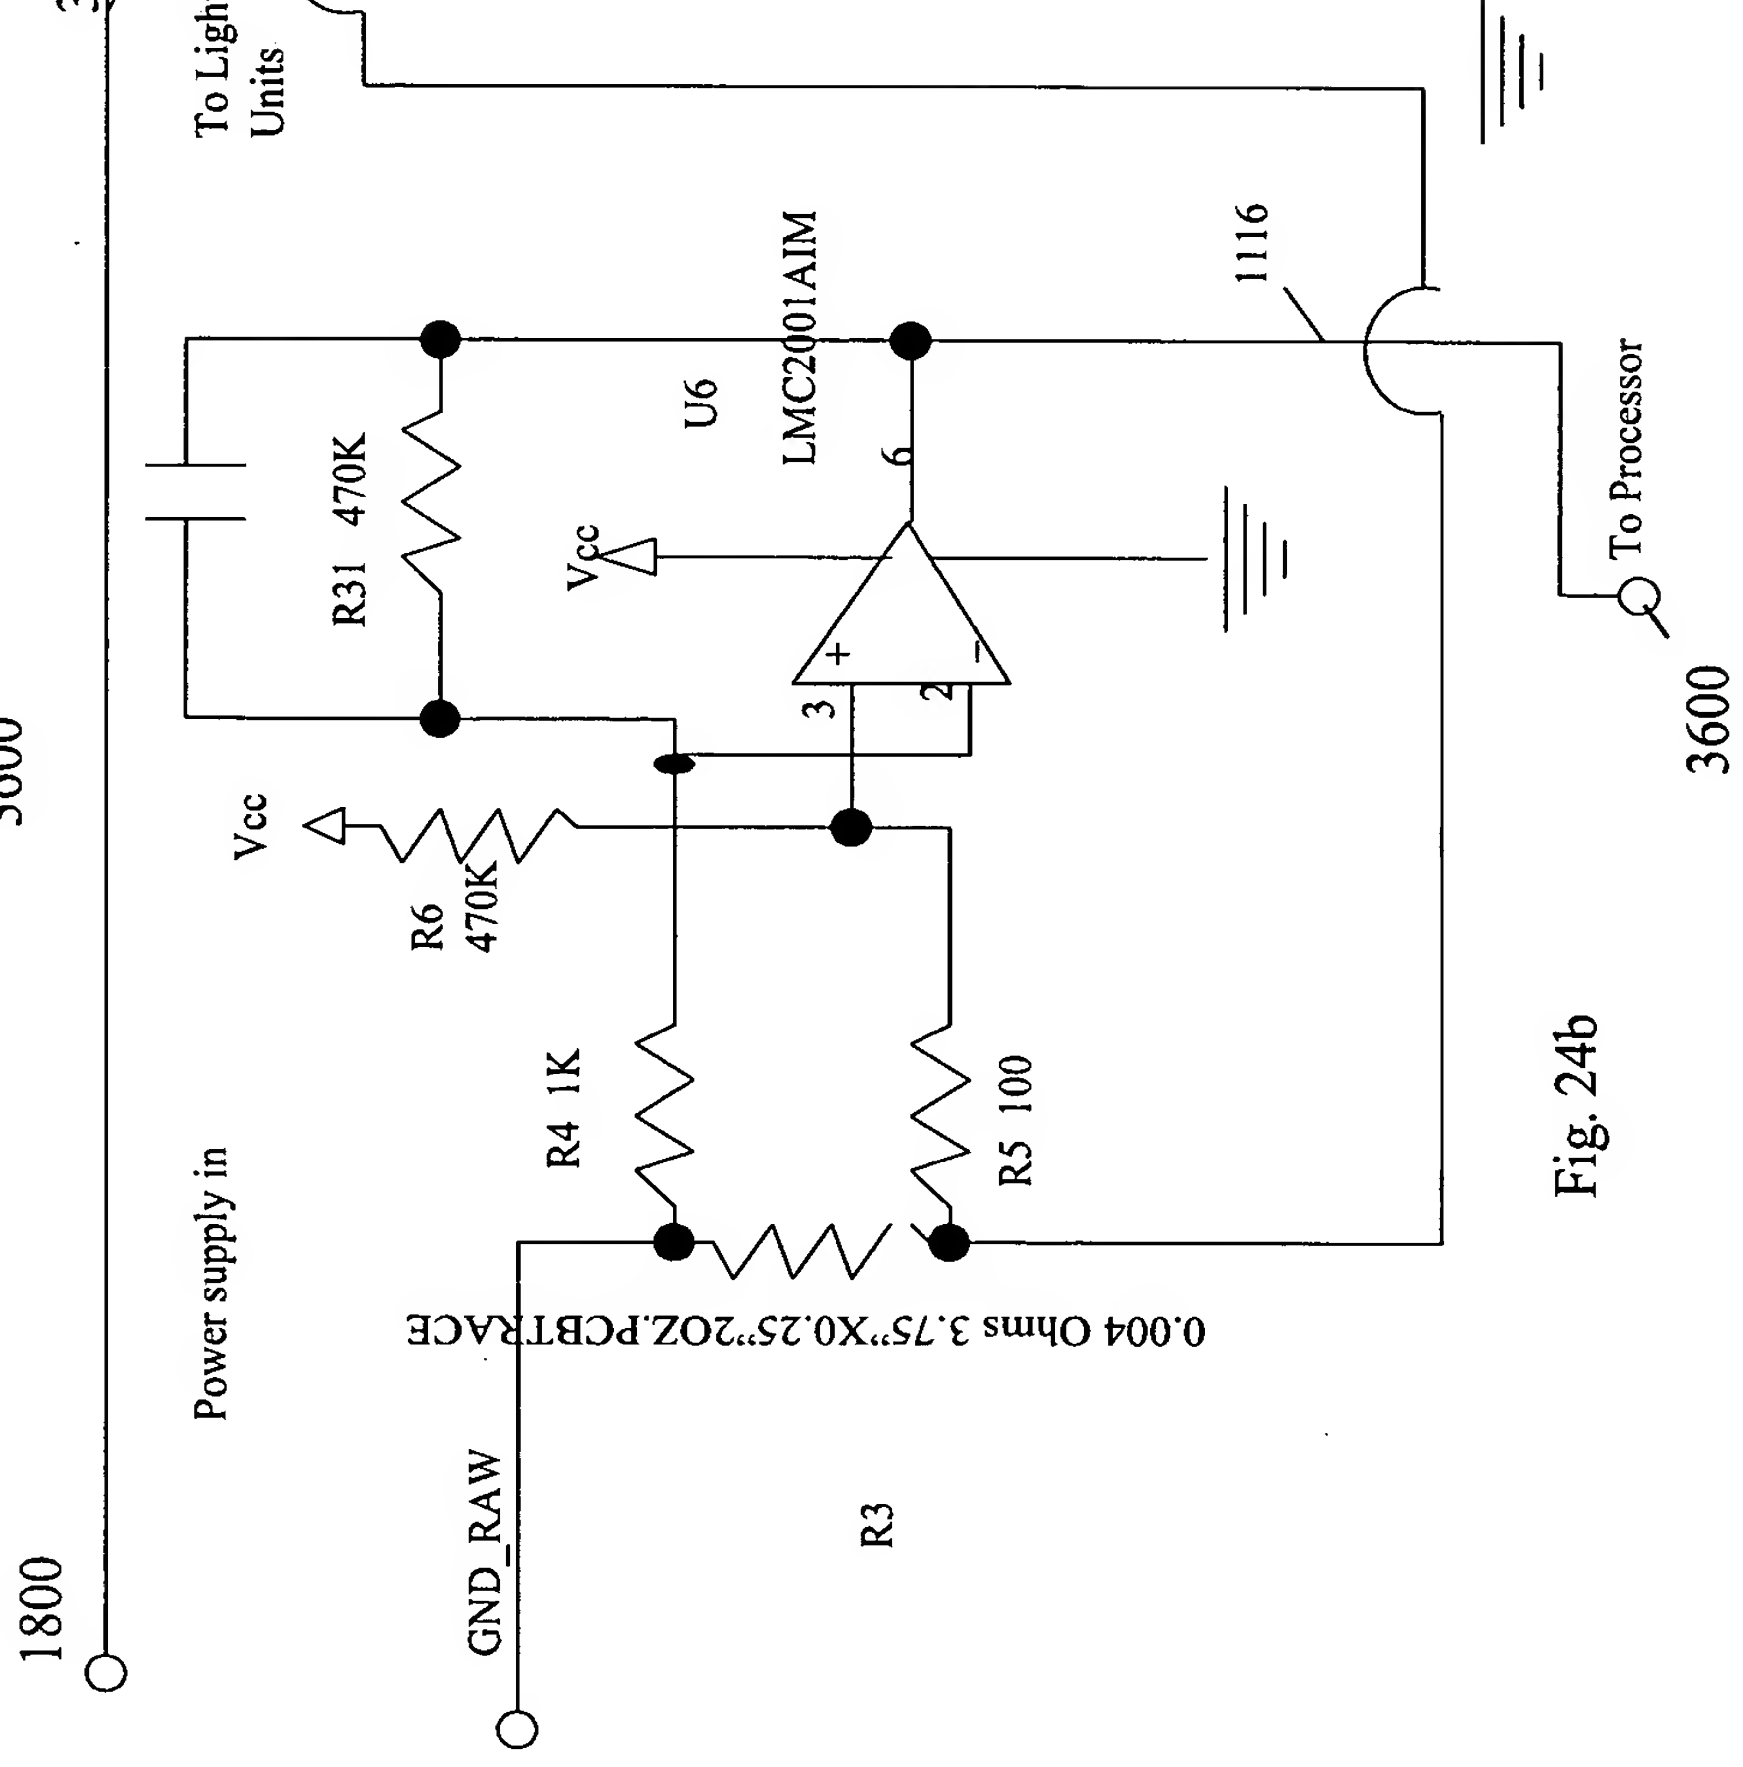 1800
Power supply in
To
Units
GND_RAW
R3
0.004 Ohms 3.75"X0.25"2OZ.PCBTRACE
R4 1K
R5 100
R6
470K
Vcc
R31 470K
Vcc
3
2
+
−
6
U6
LMC2001AIM
1116
To Processor
3600
Fig. 24b